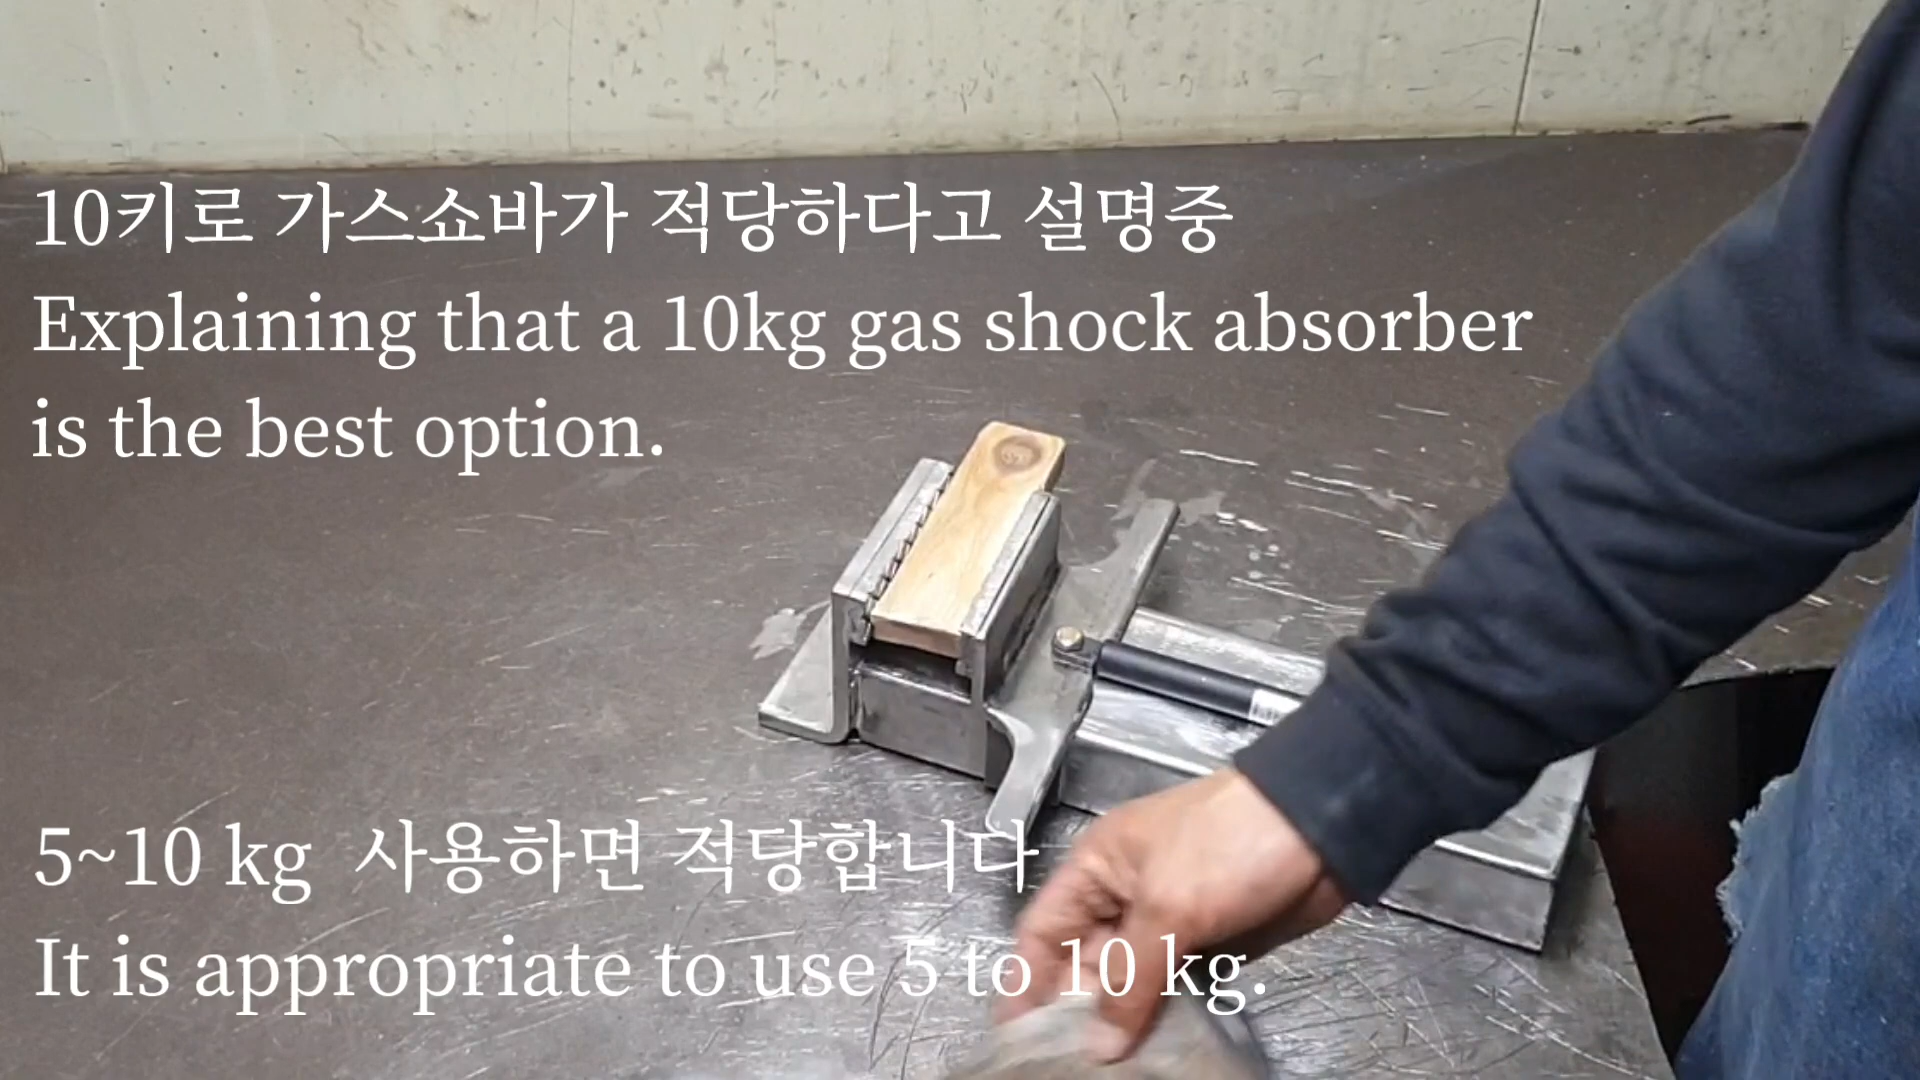 10키로 가스쇼바가 적당하다고 설명중
Explaining that a 10kg gas shock absorber
is the best option.
5~10 kg 사용하면 적당합니다
It is appropriate to use 5 to 10 kg.